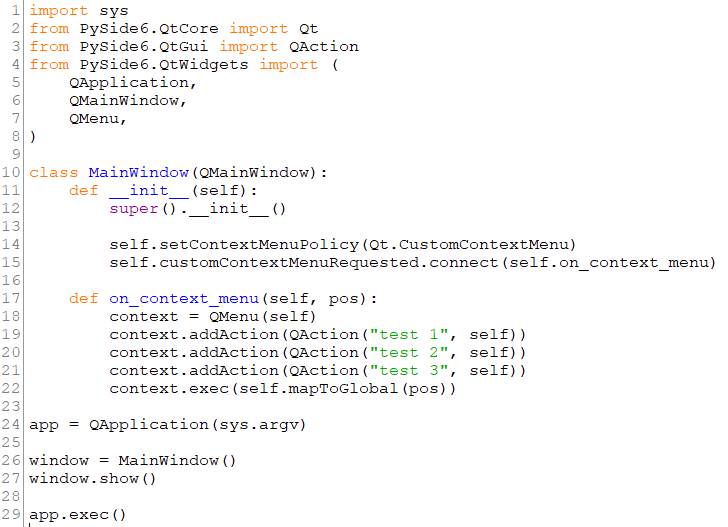 1 import sys
2 from PySide6.QtCore import Qt
3 from PySide6.QtGui import QAction
4 from PySide6.QtWidgets import (
5     QApplication,
6     QMainWindow,
7     QMenu,
8 )
9
10 class MainWindow(QMainWindow):
11     def __init__(self):
12         super().__init__()
13
14         self.setContextMenuPolicy(Qt.CustomContextMenu)
15         self.customContextMenuRequested.connect(self.on_context_menu)
16
17     def on_context_menu(self, pos):
18         context = QMenu(self)
19         context.addAction(QAction("test 1", self))
20         context.addAction(QAction("test 2", self))
21         context.addAction(QAction("test 3", self))
22         context.exec(self.mapToGlobal(pos))
23
24 app = QApplication(sys.argv)
25
26 window = MainWindow()
27 window.show()
28
29 app.exec()